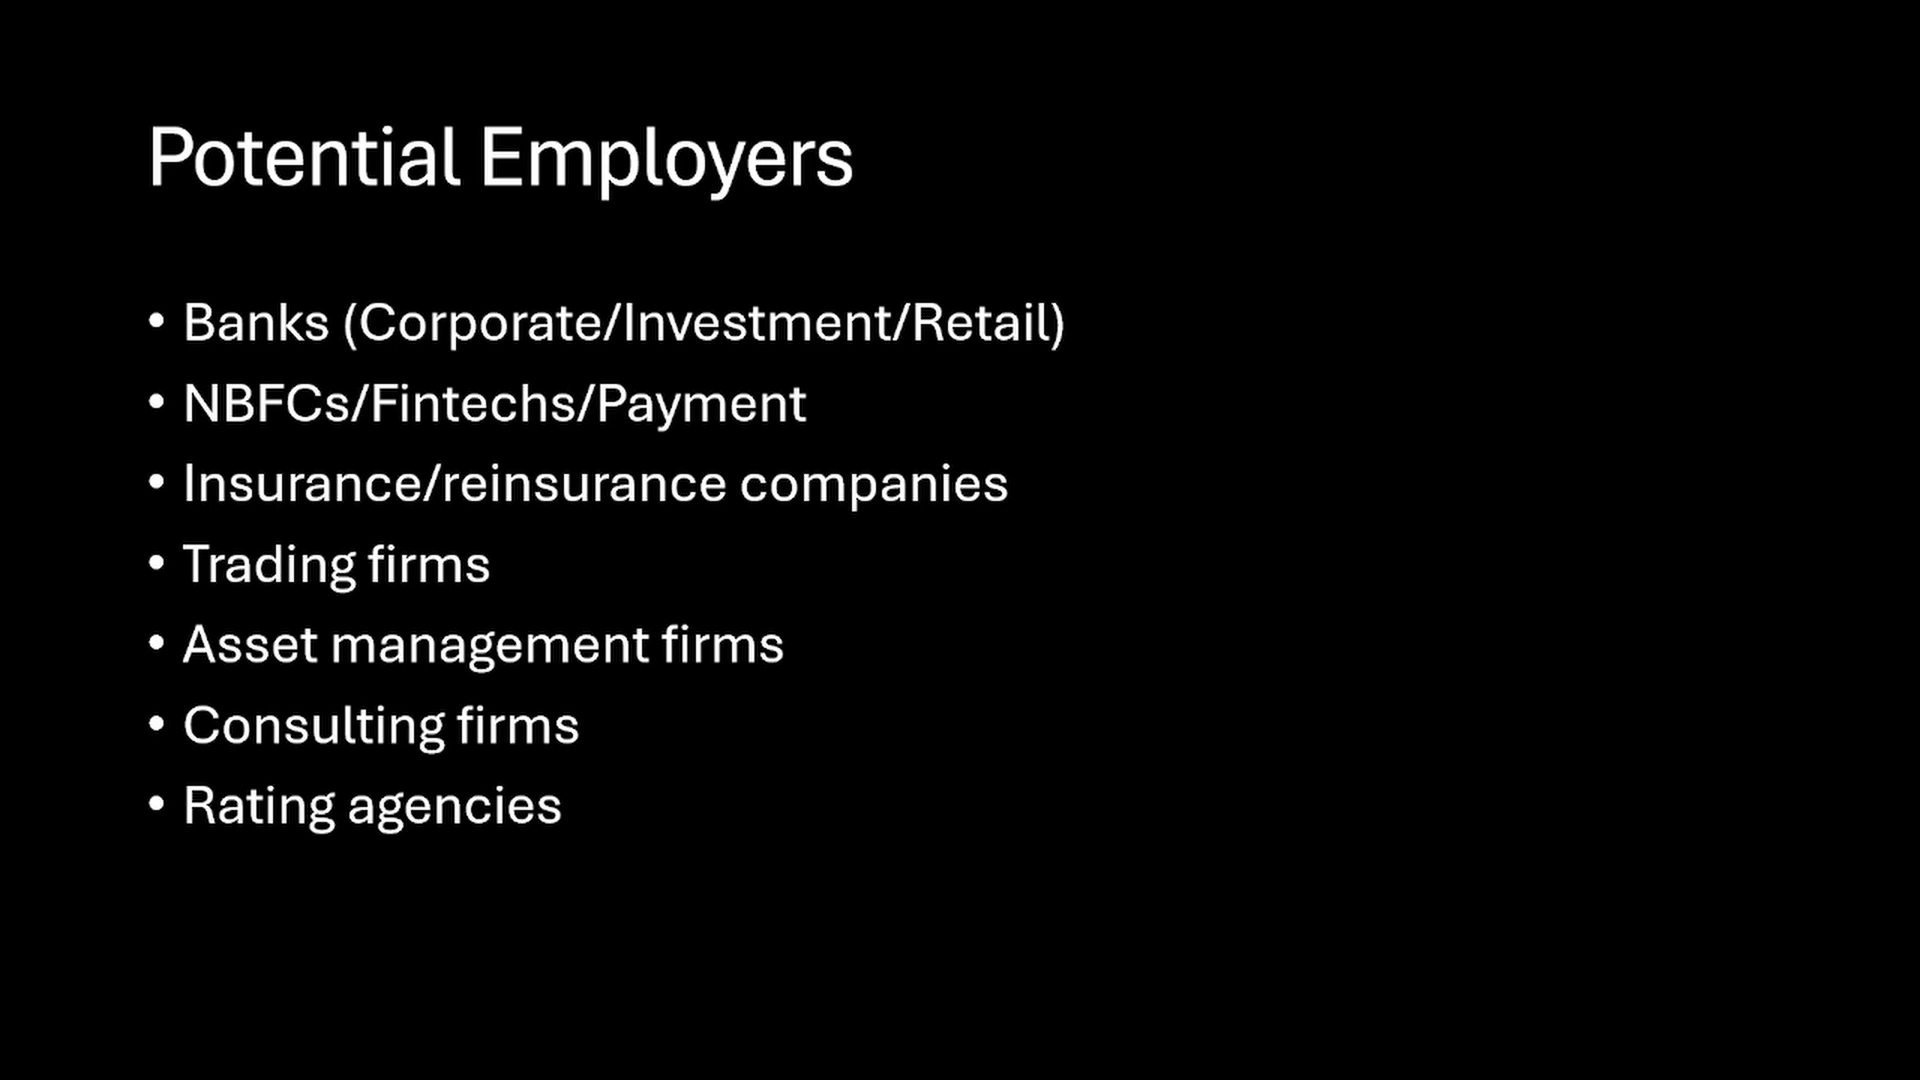 Potential Employers
• Banks (Corporate/Investment/Retail)
• NBFCs/Fintechs/Payment
• Insurance/reinsurance companies
• Trading firms
• Asset management firms
• Consulting firms
• Rating agencies